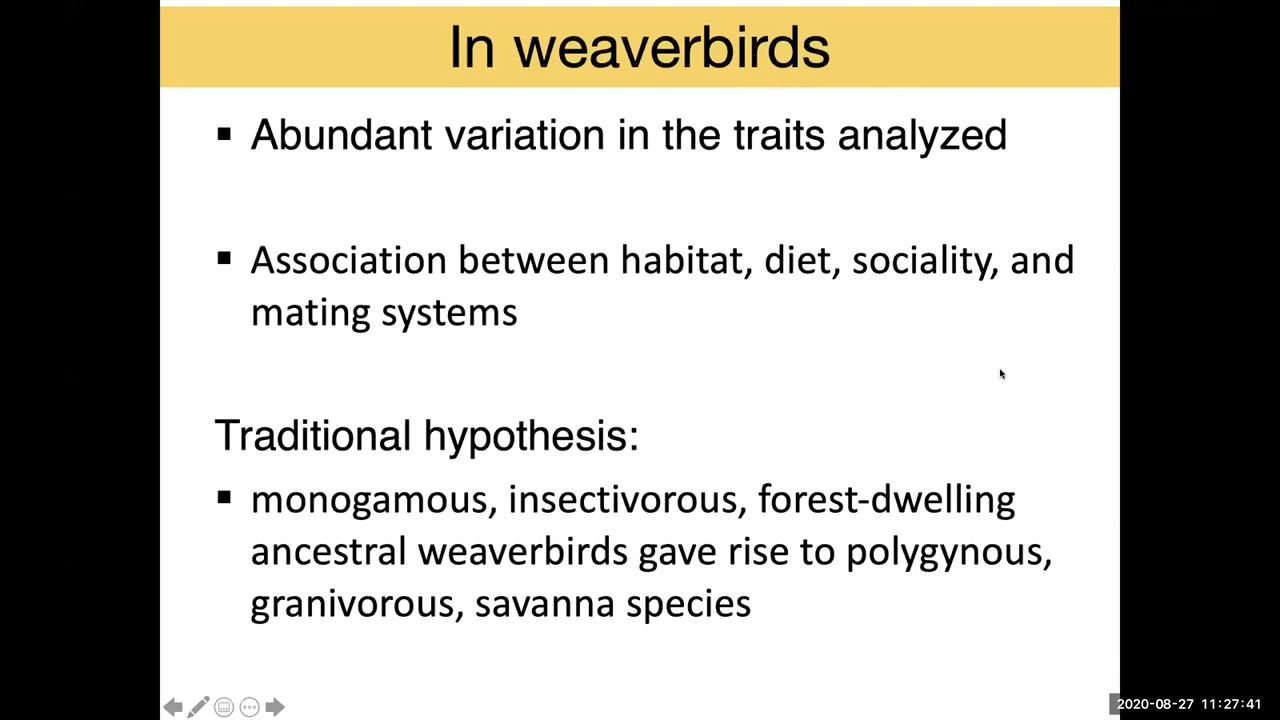 In weaverbirds
▪ Abundant variation in the traits analyzed
▪ Association between habitat, diet, sociality, and
mating systems
Traditional hypothesis:
▪ monogamous, insectivorous, forest-dwelling
ancestral weaverbirds gave rise to polygynous,
granivorous, savanna species
2020-08-27 11:27:41